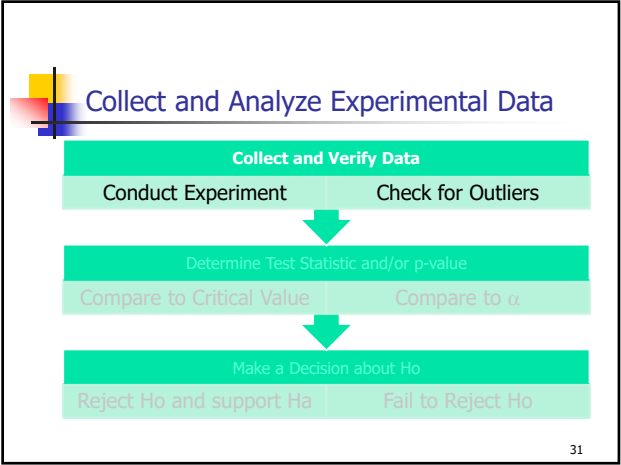 Collect and Analyze Experimental Data
Collect and Verify Data
Conduct Experiment Check for Outliers
Determine Test Statistic and/or p-value
Compare to Critical Value Compare to α
Make a Decision about Ho
Reject Ho and support Ha Fail to Reject Ho
31